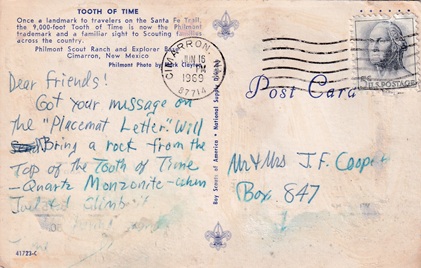 TOOTH OF TIME
Once a landmark to travelers on the Santa Fe Trail,
the 9,000-foot Tooth of Time is now the Philmont
trademark and a familiar sight to Scouting families
across the country.
Philmont Scout Ranch and Explorer Base
Cimarron, New Mexico
Philmont Photo by
Dear Friends!
Got your message on
the "Placemat Letter." Will
Bring a rock from the
Top of the Tooth of Time
- Quartz Monzonite - when
41723-C
Boy Scouts of America • National Supply
CIMARRON
JUN 16
PM
1969
87714
5¢ U.S. POSTAGE
Post Card
Mr & Mrs J.F. Cooper
Box 847